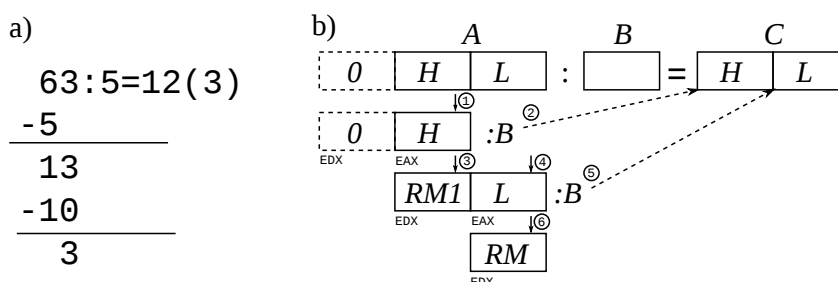 a)
63:5=12(3)
-5
13
-10
3
b)
A B C
0 H L : = H L
①
②
0 H :B
EDX EAX
③ ④
⑤
RM1 L :B
EDX EAX
⑥
RM
EDX